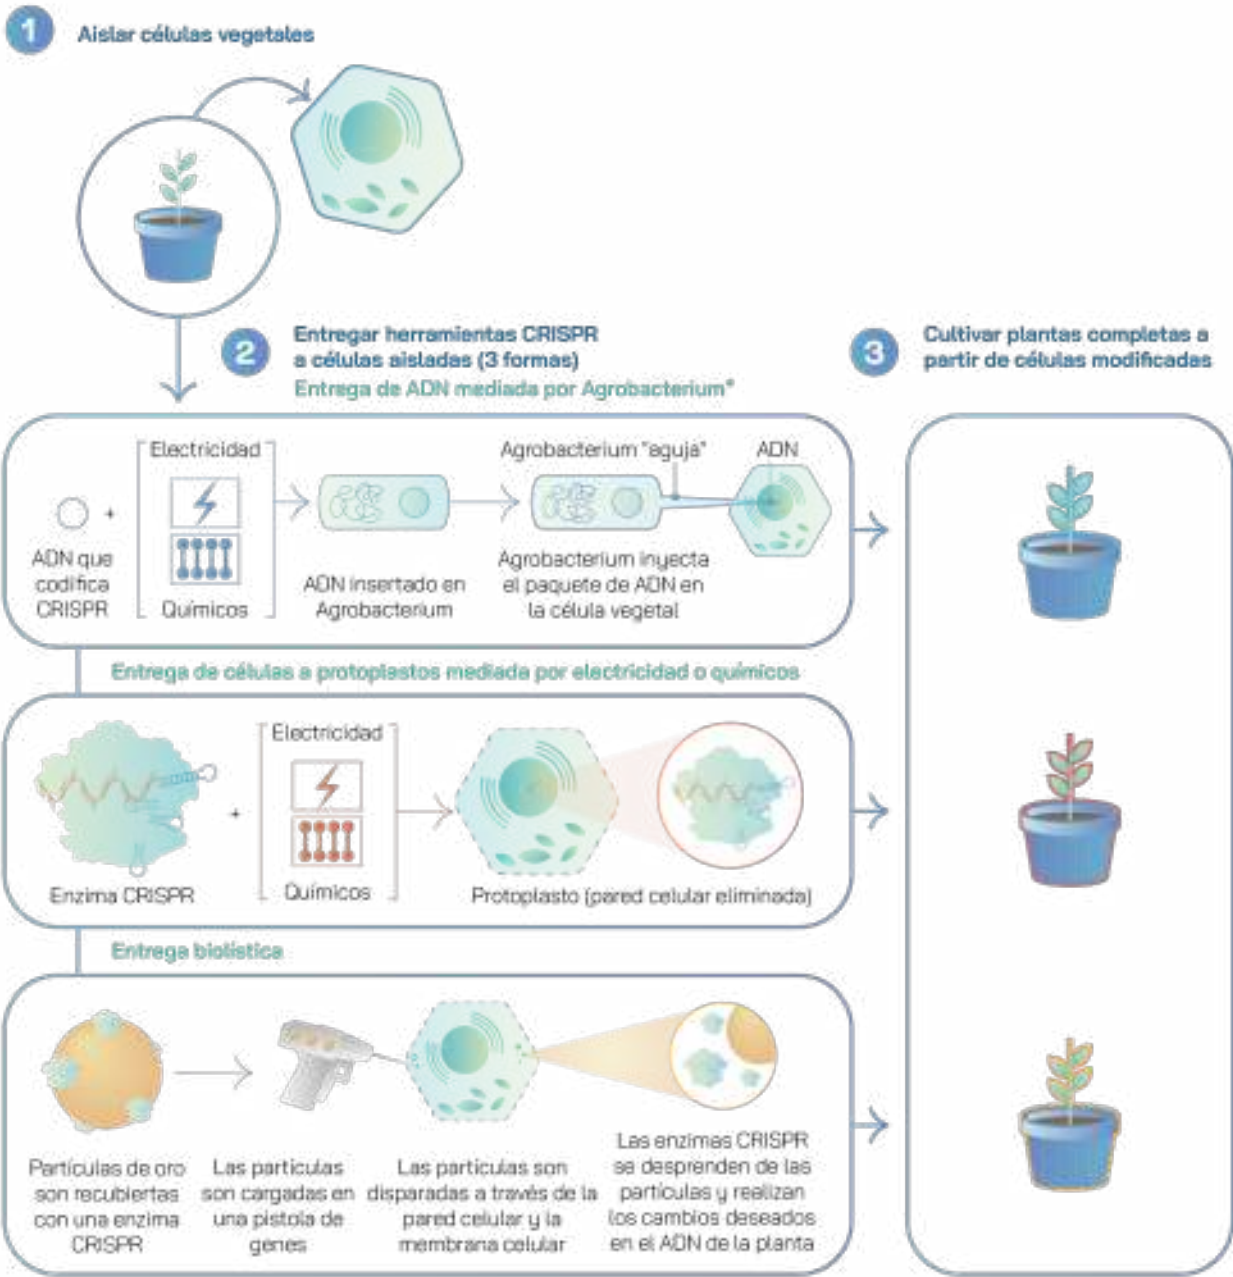 1
Aislar células vegetales
2
Entregar herramientas CRISPR
a células aisladas (3 formas)
Entrega de ADN mediada por Agrobacterium*
3
Cultivar plantas completas a
partir de células modificadas
ADN que
codifica
CRISPR
+
Electricidad
Químicos
ADN insertado en
Agrobacterium
Agrobacterium "aguja"
ADN
Agrobacterium inyecta
el paquete de ADN en
la célula vegetal
Entrega de células a protoplastos mediada por electricidad o químicos
Enzima CRISPR
+
Electricidad
Químicos
Protoplasto (pared celular eliminada)
Entrega biolística
Partículas de oro
son recubiertas
con una enzima
CRISPR
Las partículas
son cargadas en
una pistola de
genes
Las partículas son
disparadas a través de la
pared celular y la
membrana celular
Las enzimas CRISPR
se desprenden de las
partículas y realizan
los cambios deseados
en el ADN de la planta